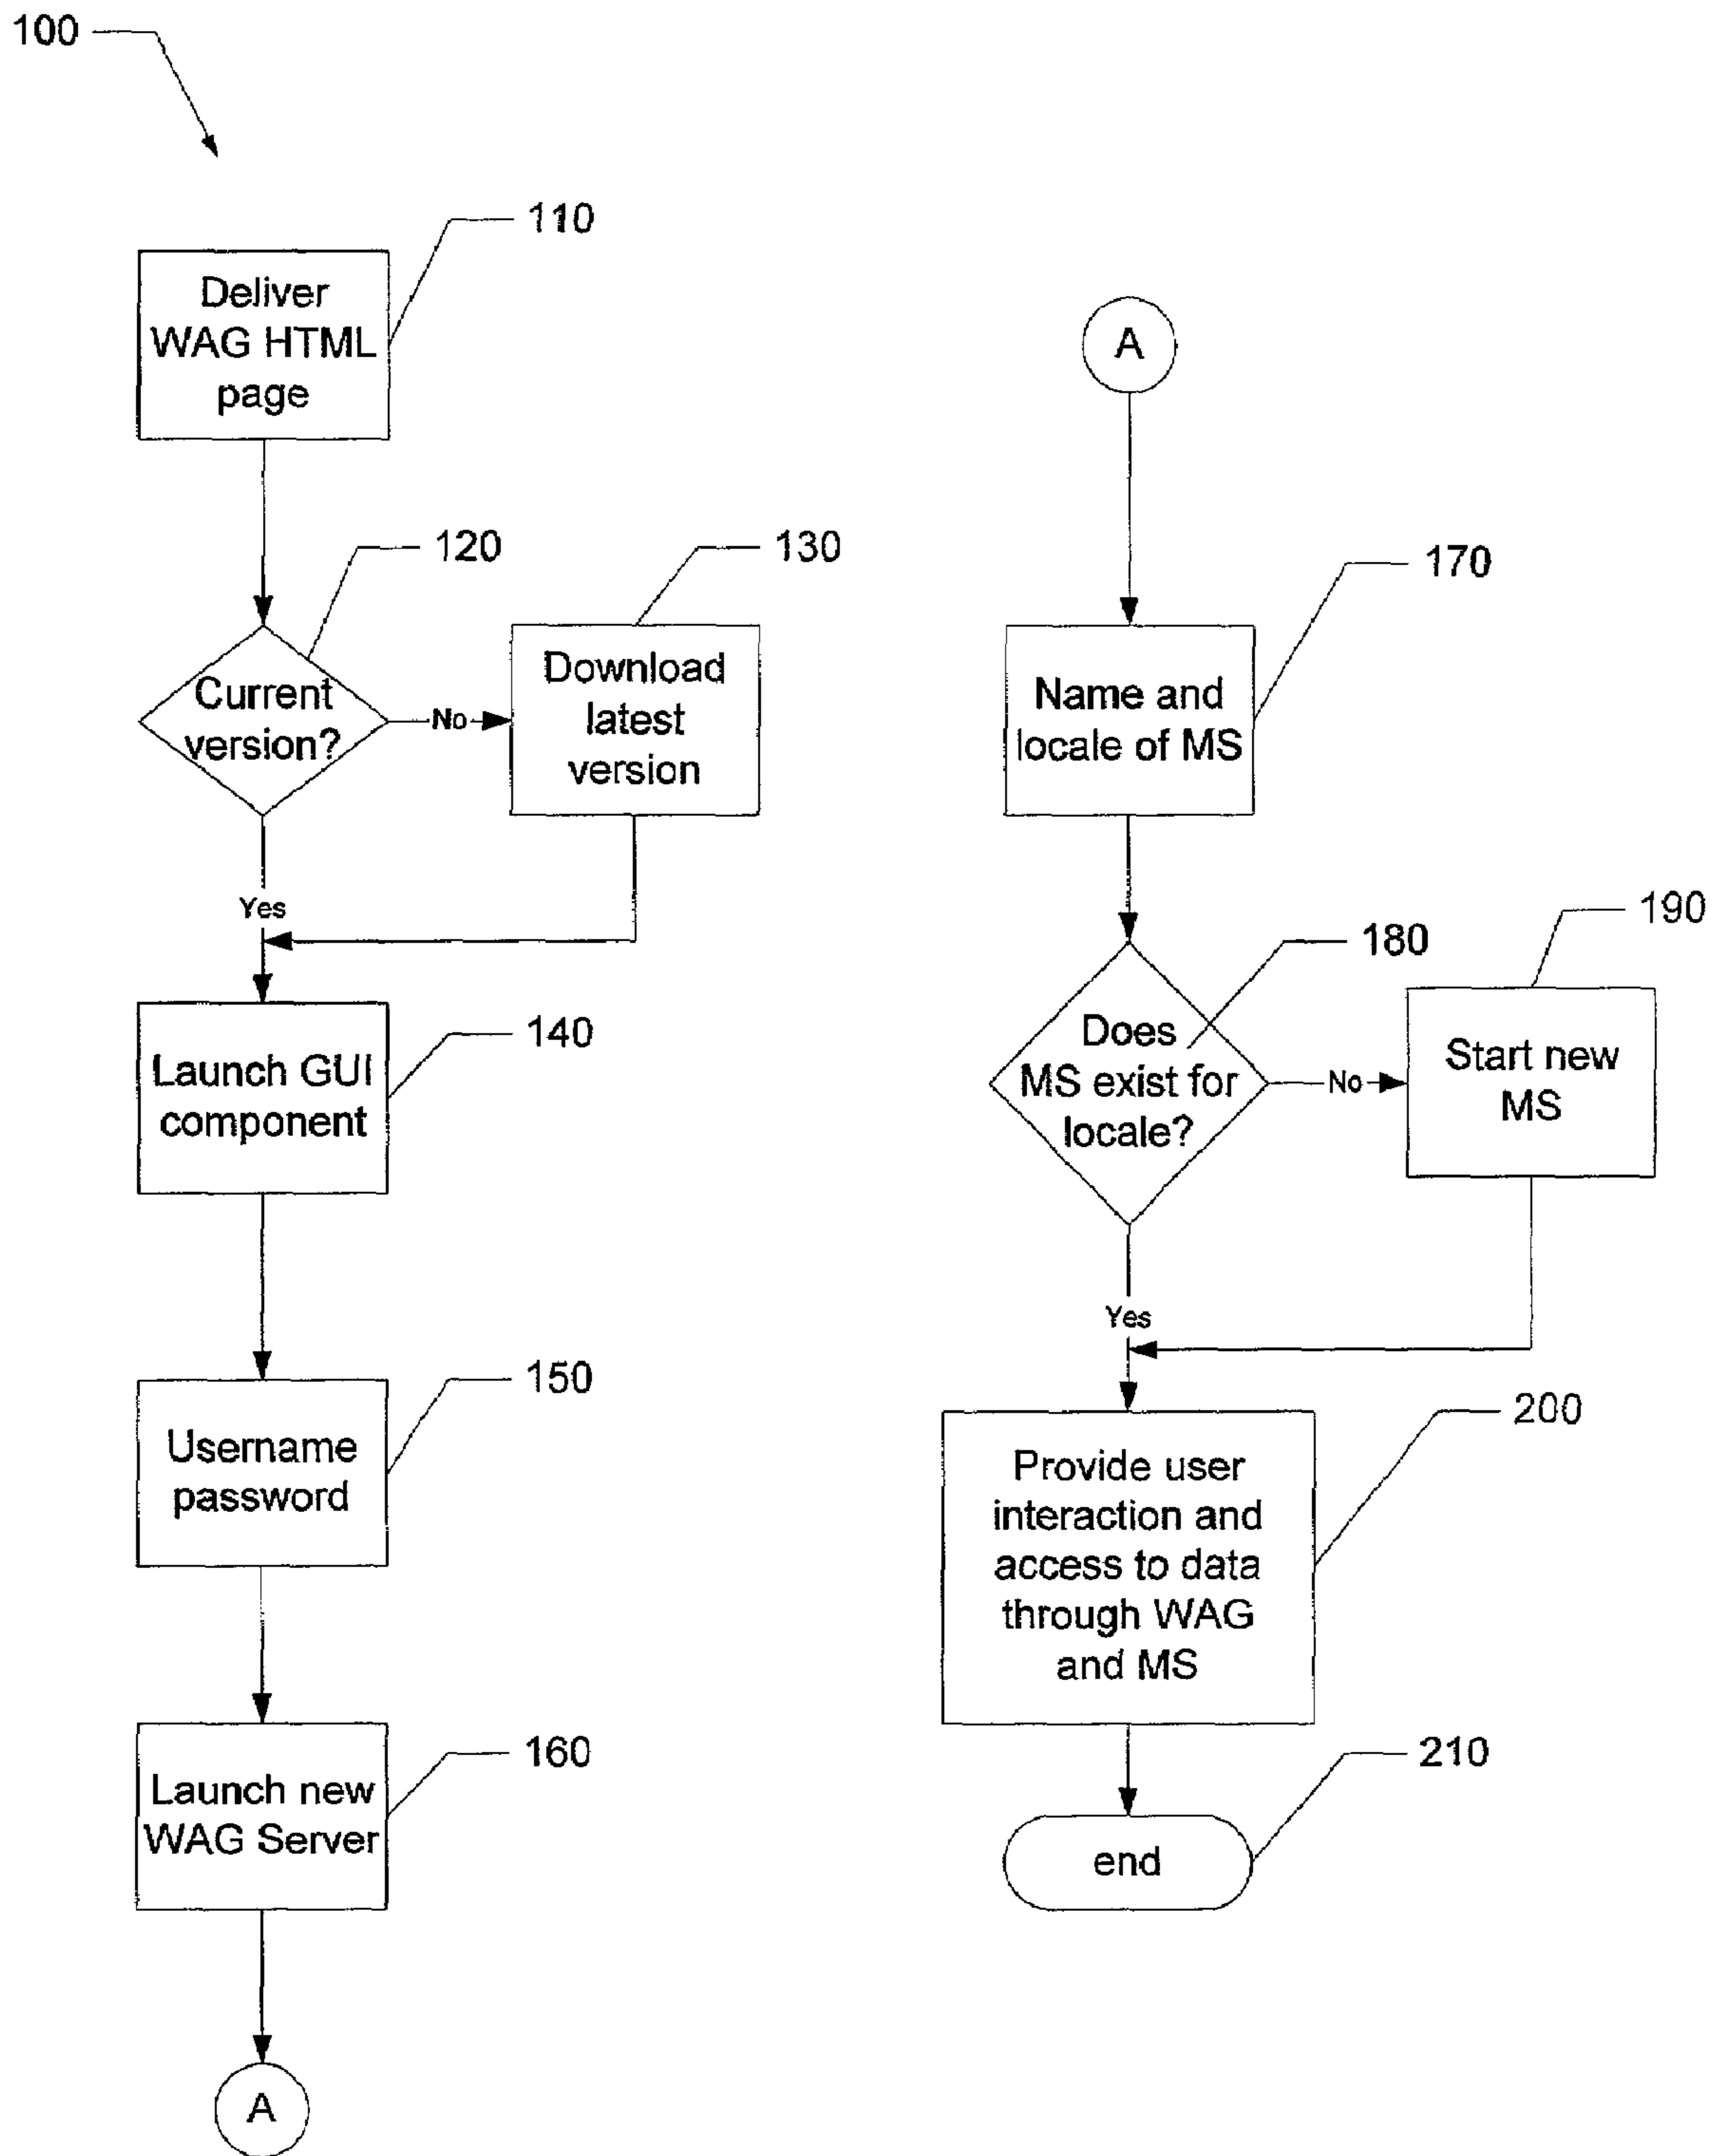 100
110
Deliver
WAG HTML
page
120
Current
version?
No
130
Download
latest
version
Yes
140
Launch GUI
component
150
Username
password
160
Launch new
WAG Server
A
A
170
Name and
locale of MS
180
Does
MS exist for
locale?
No
190
Start new
MS
Yes
200
Provide user
interaction and
access to data
through WAG
and MS
210
end